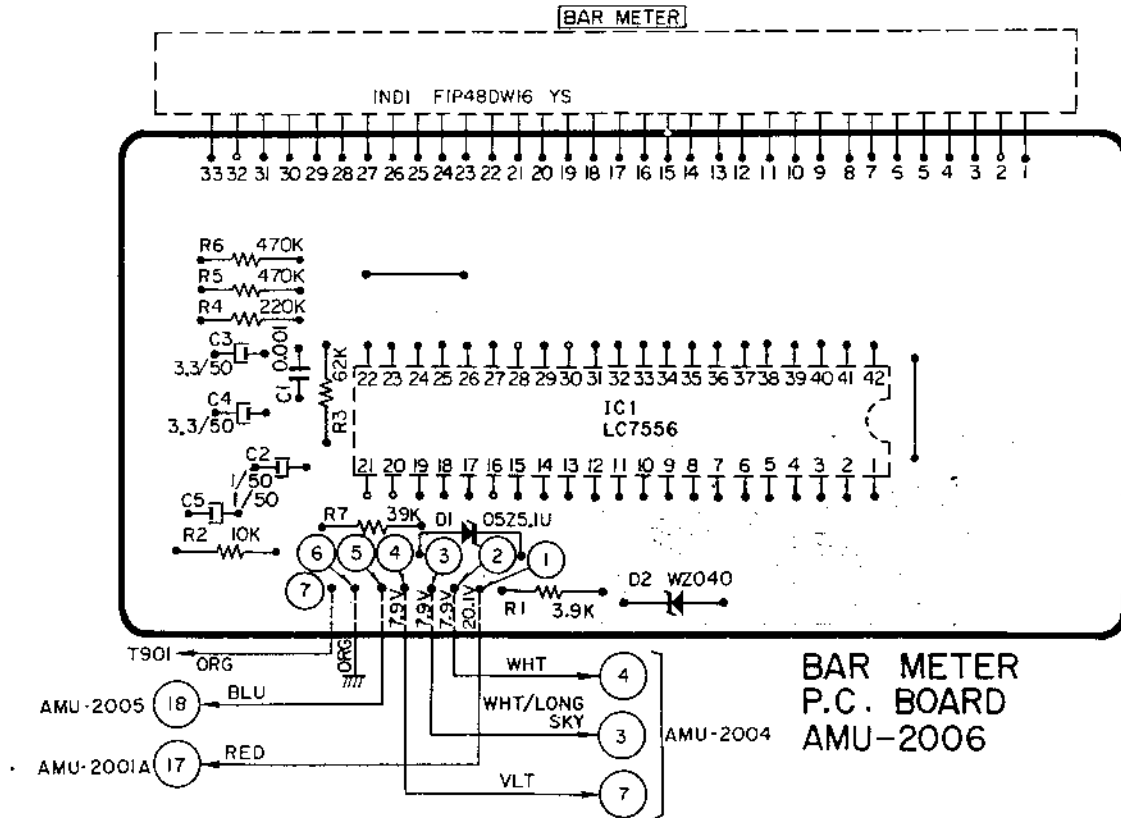 BAR METER
IND1 FIP48DW16 YS
33 32 31 30 29 28 27 26 25 24 23 22 21 20 19 18 17 16 15 14 13 12 11 10 9 8 7 6 5 4 3 2 1
R6 470K
R5 470K
R4 220K
C3
3.3/50
C1 0.001
R3 62K
C4
3.3/50
22 23 24 25 26 27 28 29 30 31 32 33 34 35 36 37 38 39 40 41 42
IC1
LC7556
21 20 19 18 17 16 15 14 13 12 11 10 9 8 7 6 5 4 3 2 1
C2
1/50
C5
1/50
R2 10K
R7 39K
D1 05Z5.1U
6 5 4 3 2 1
7
7.9V 7.9V 7.9V 20.1V
R1 3.9K
D2 WZ040
T901 ORG
ORG
WHT 4
AMU-2005 18 BLU
WHT/LONG
SKY 3
AMU-2004
AMU-2001A 17 RED
VLT 7
BAR METER
P.C. BOARD
AMU-2006